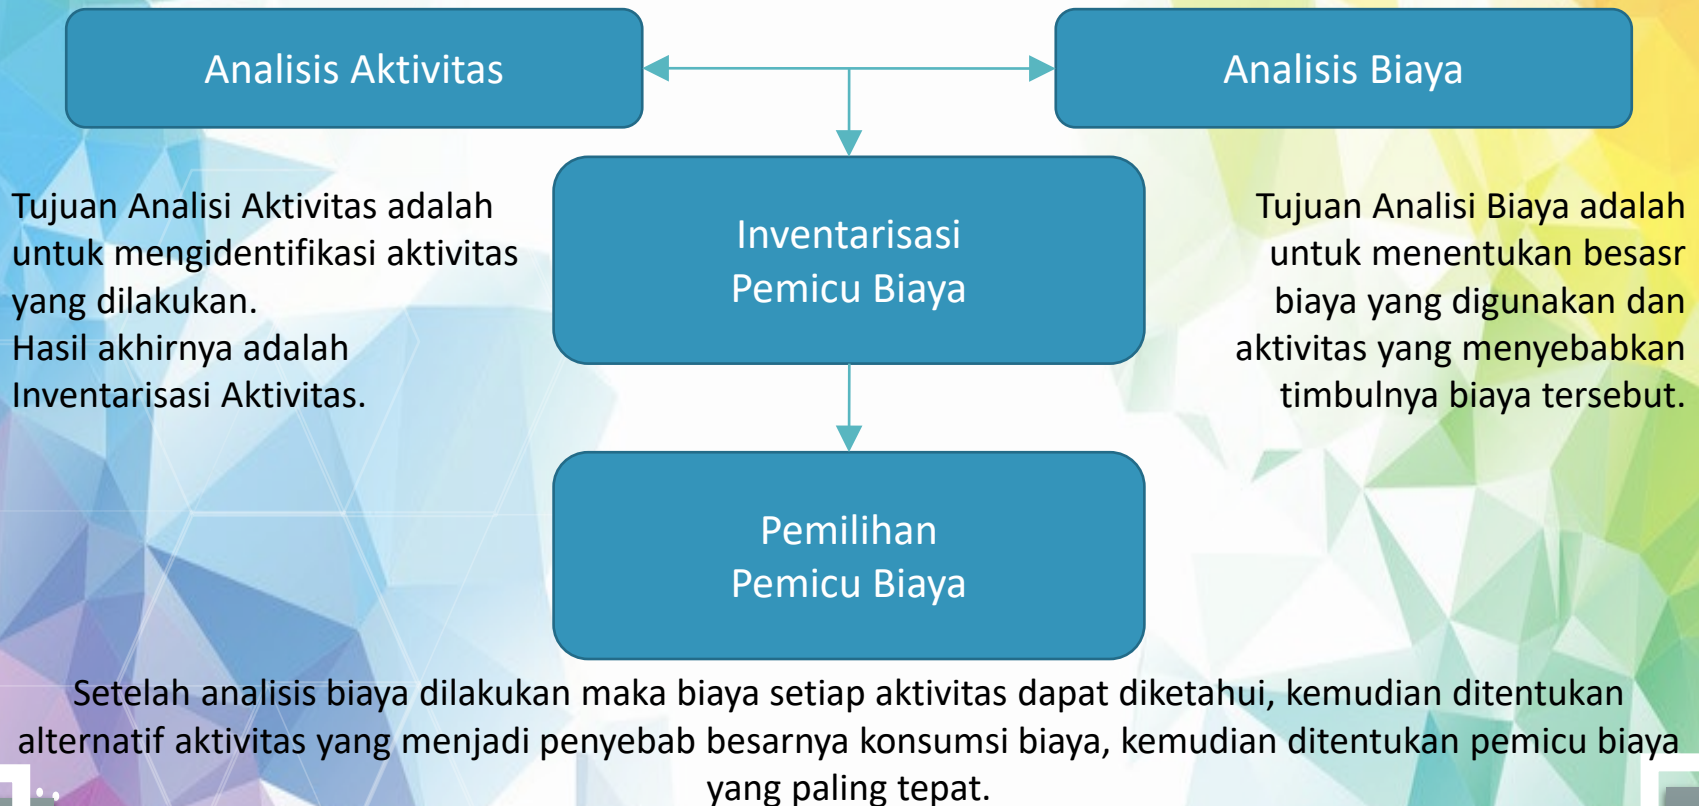 Analisis Aktivitas
Analisis Biaya
Tujuan Analisi Aktivitas adalah
untuk mengidentifikasi aktivitas
yang dilakukan.
Hasil akhirnya adalah
Inventarisasi Aktivitas.
Inventarisasi
Pemicu Biaya
Tujuan Analisi Biaya adalah
untuk menentukan besasr
biaya yang digunakan dan
aktivitas yang menyebabkan
timbulnya biaya tersebut.
Pemilihan
Pemicu Biaya
Setelah analisis biaya dilakukan maka biaya setiap aktivitas dapat diketahui, kemudian ditentukan
alternatif aktivitas yang menjadi penyebab besarnya konsumsi biaya, kemudian ditentukan pemicu biaya
yang paling tepat.